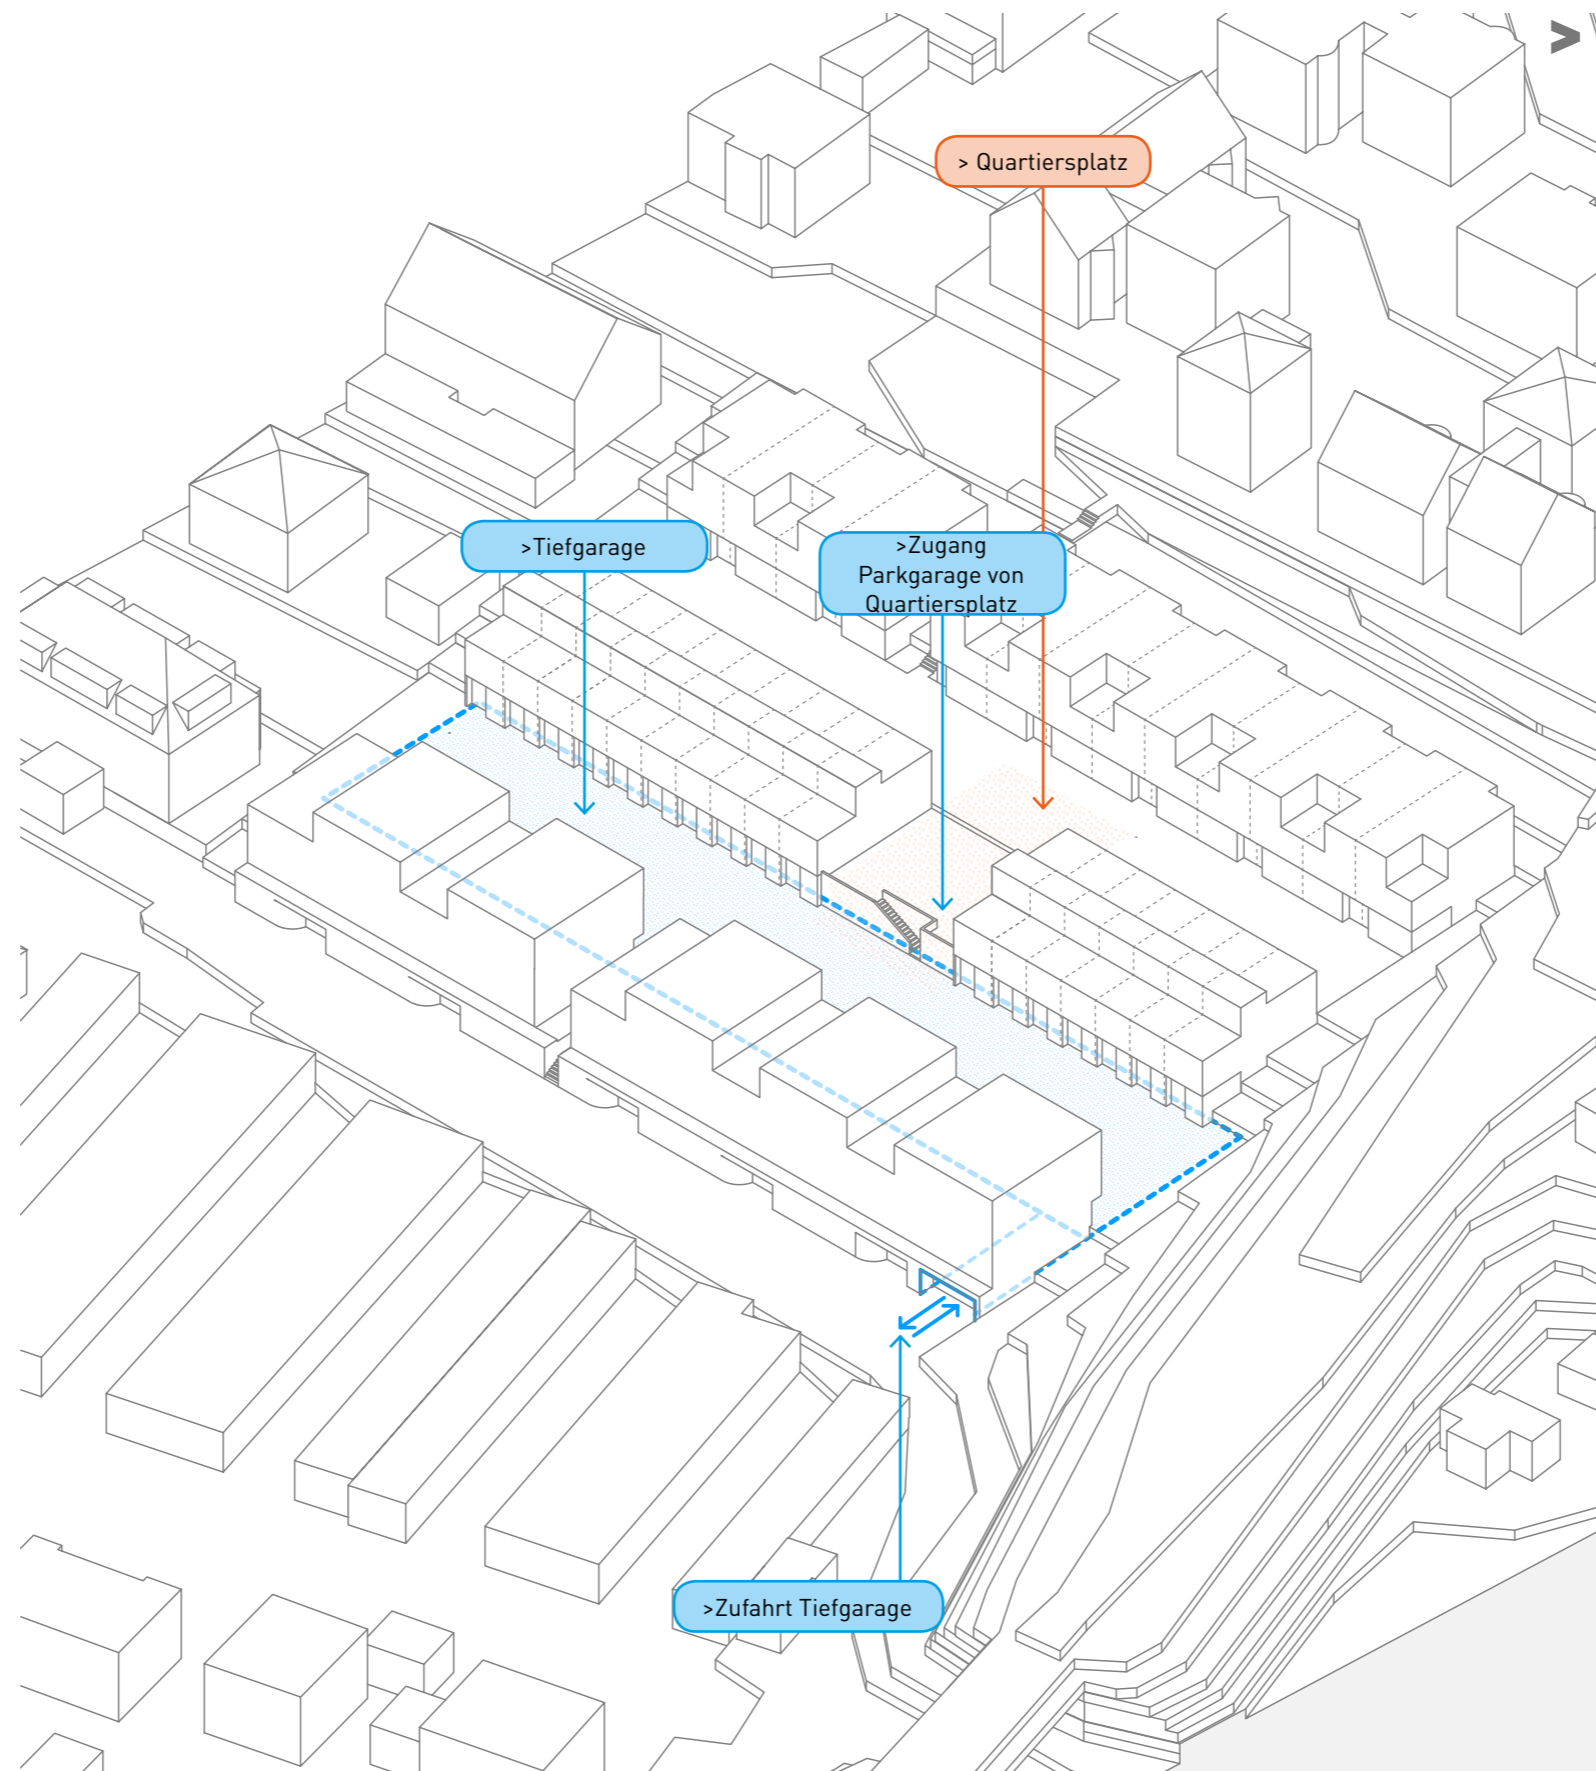 >
> Quartiersplatz
>Tiefgarage
>Zugang
Parkgarage von
Quartiersplatz
>Zufahrt Tiefgarage